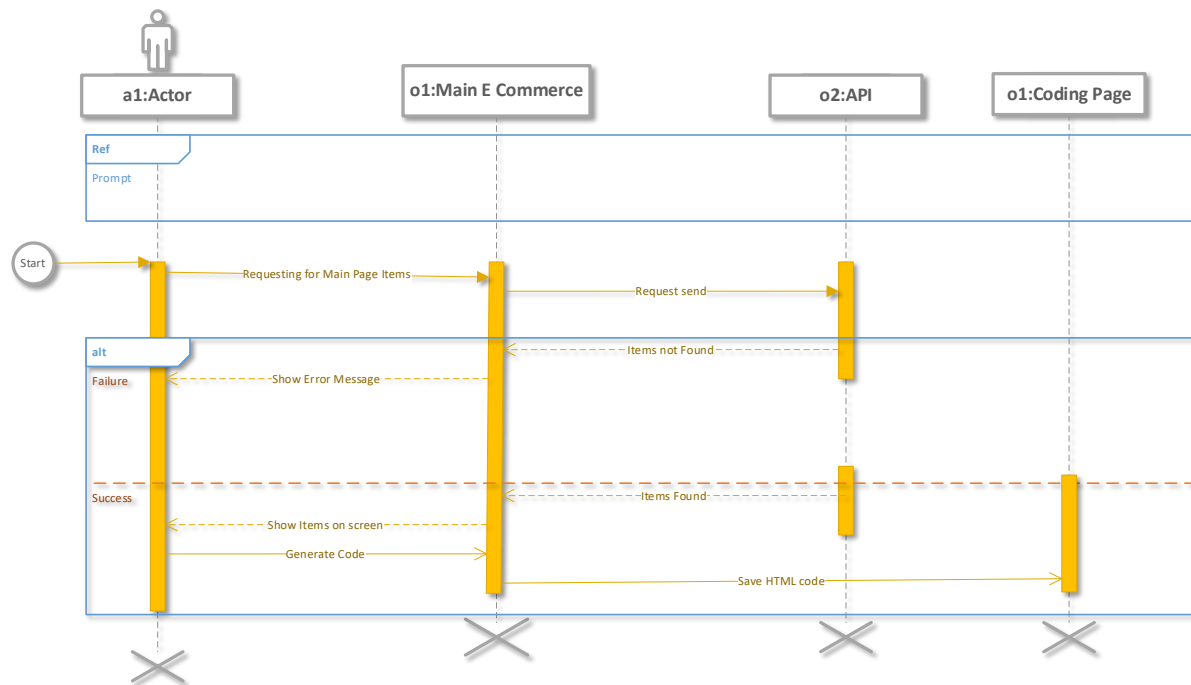 a1:Actor
o1:Main E Commerce
o2:API
o1:Coding Page
Ref
Prompt
Start
Requesting for Main Page Items
Request send
alt
Items not Found
Failure
Show Error Message
Success
Items Found
Show Items on screen
Generate Code
Save HTML code